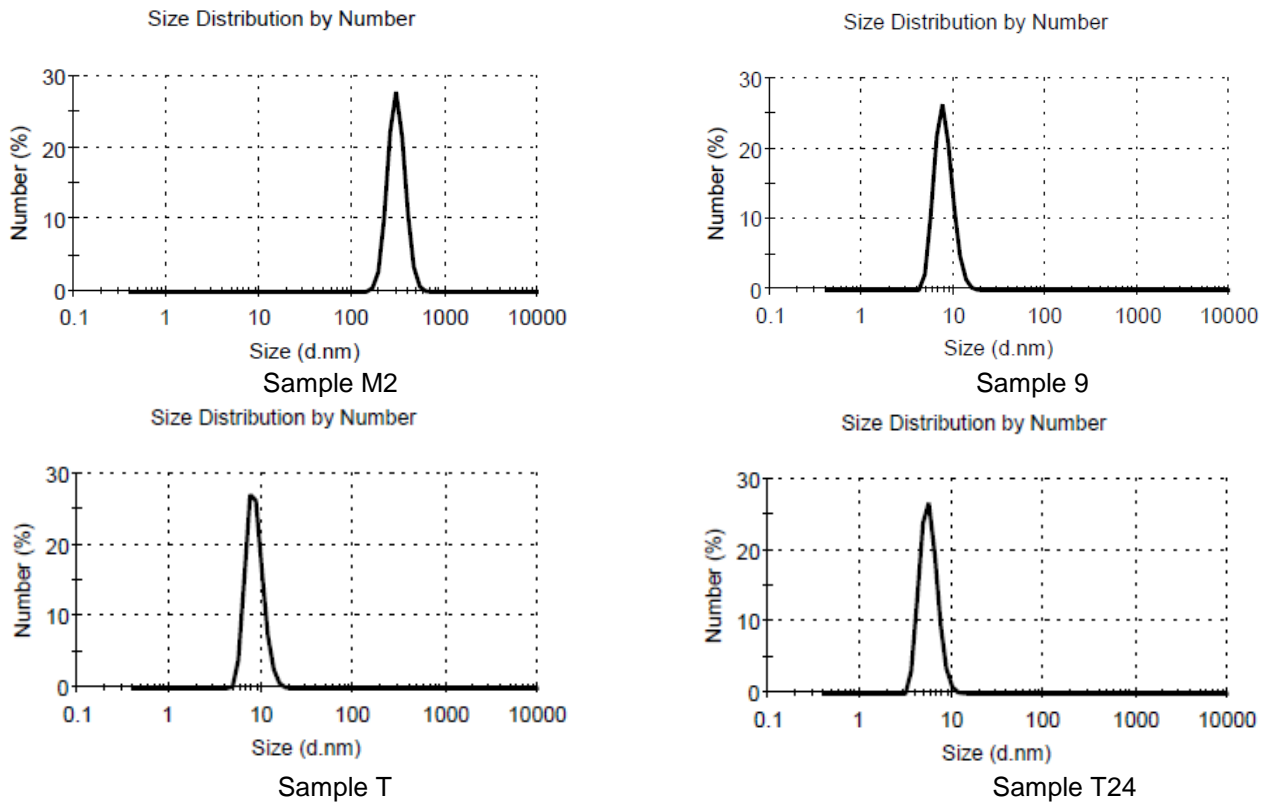 Size Distribution by Number
30
20
10
0
Number (%)
0.1 1 10 100 1000 10000
Size (d.nm)
Sample M2
Size Distribution by Number
30
20
10
0
Number (%)
0.1 1 10 100 1000 10000
Size (d.nm)
Sample 9
Size Distribution by Number
30
20
10
0
Number (%)
0.1 1 10 100 1000 10000
Size (d.nm)
Sample T
Size Distribution by Number
30
20
10
0
Number (%)
0.1 1 10 100 1000 10000
Size (d.nm)
Sample T24